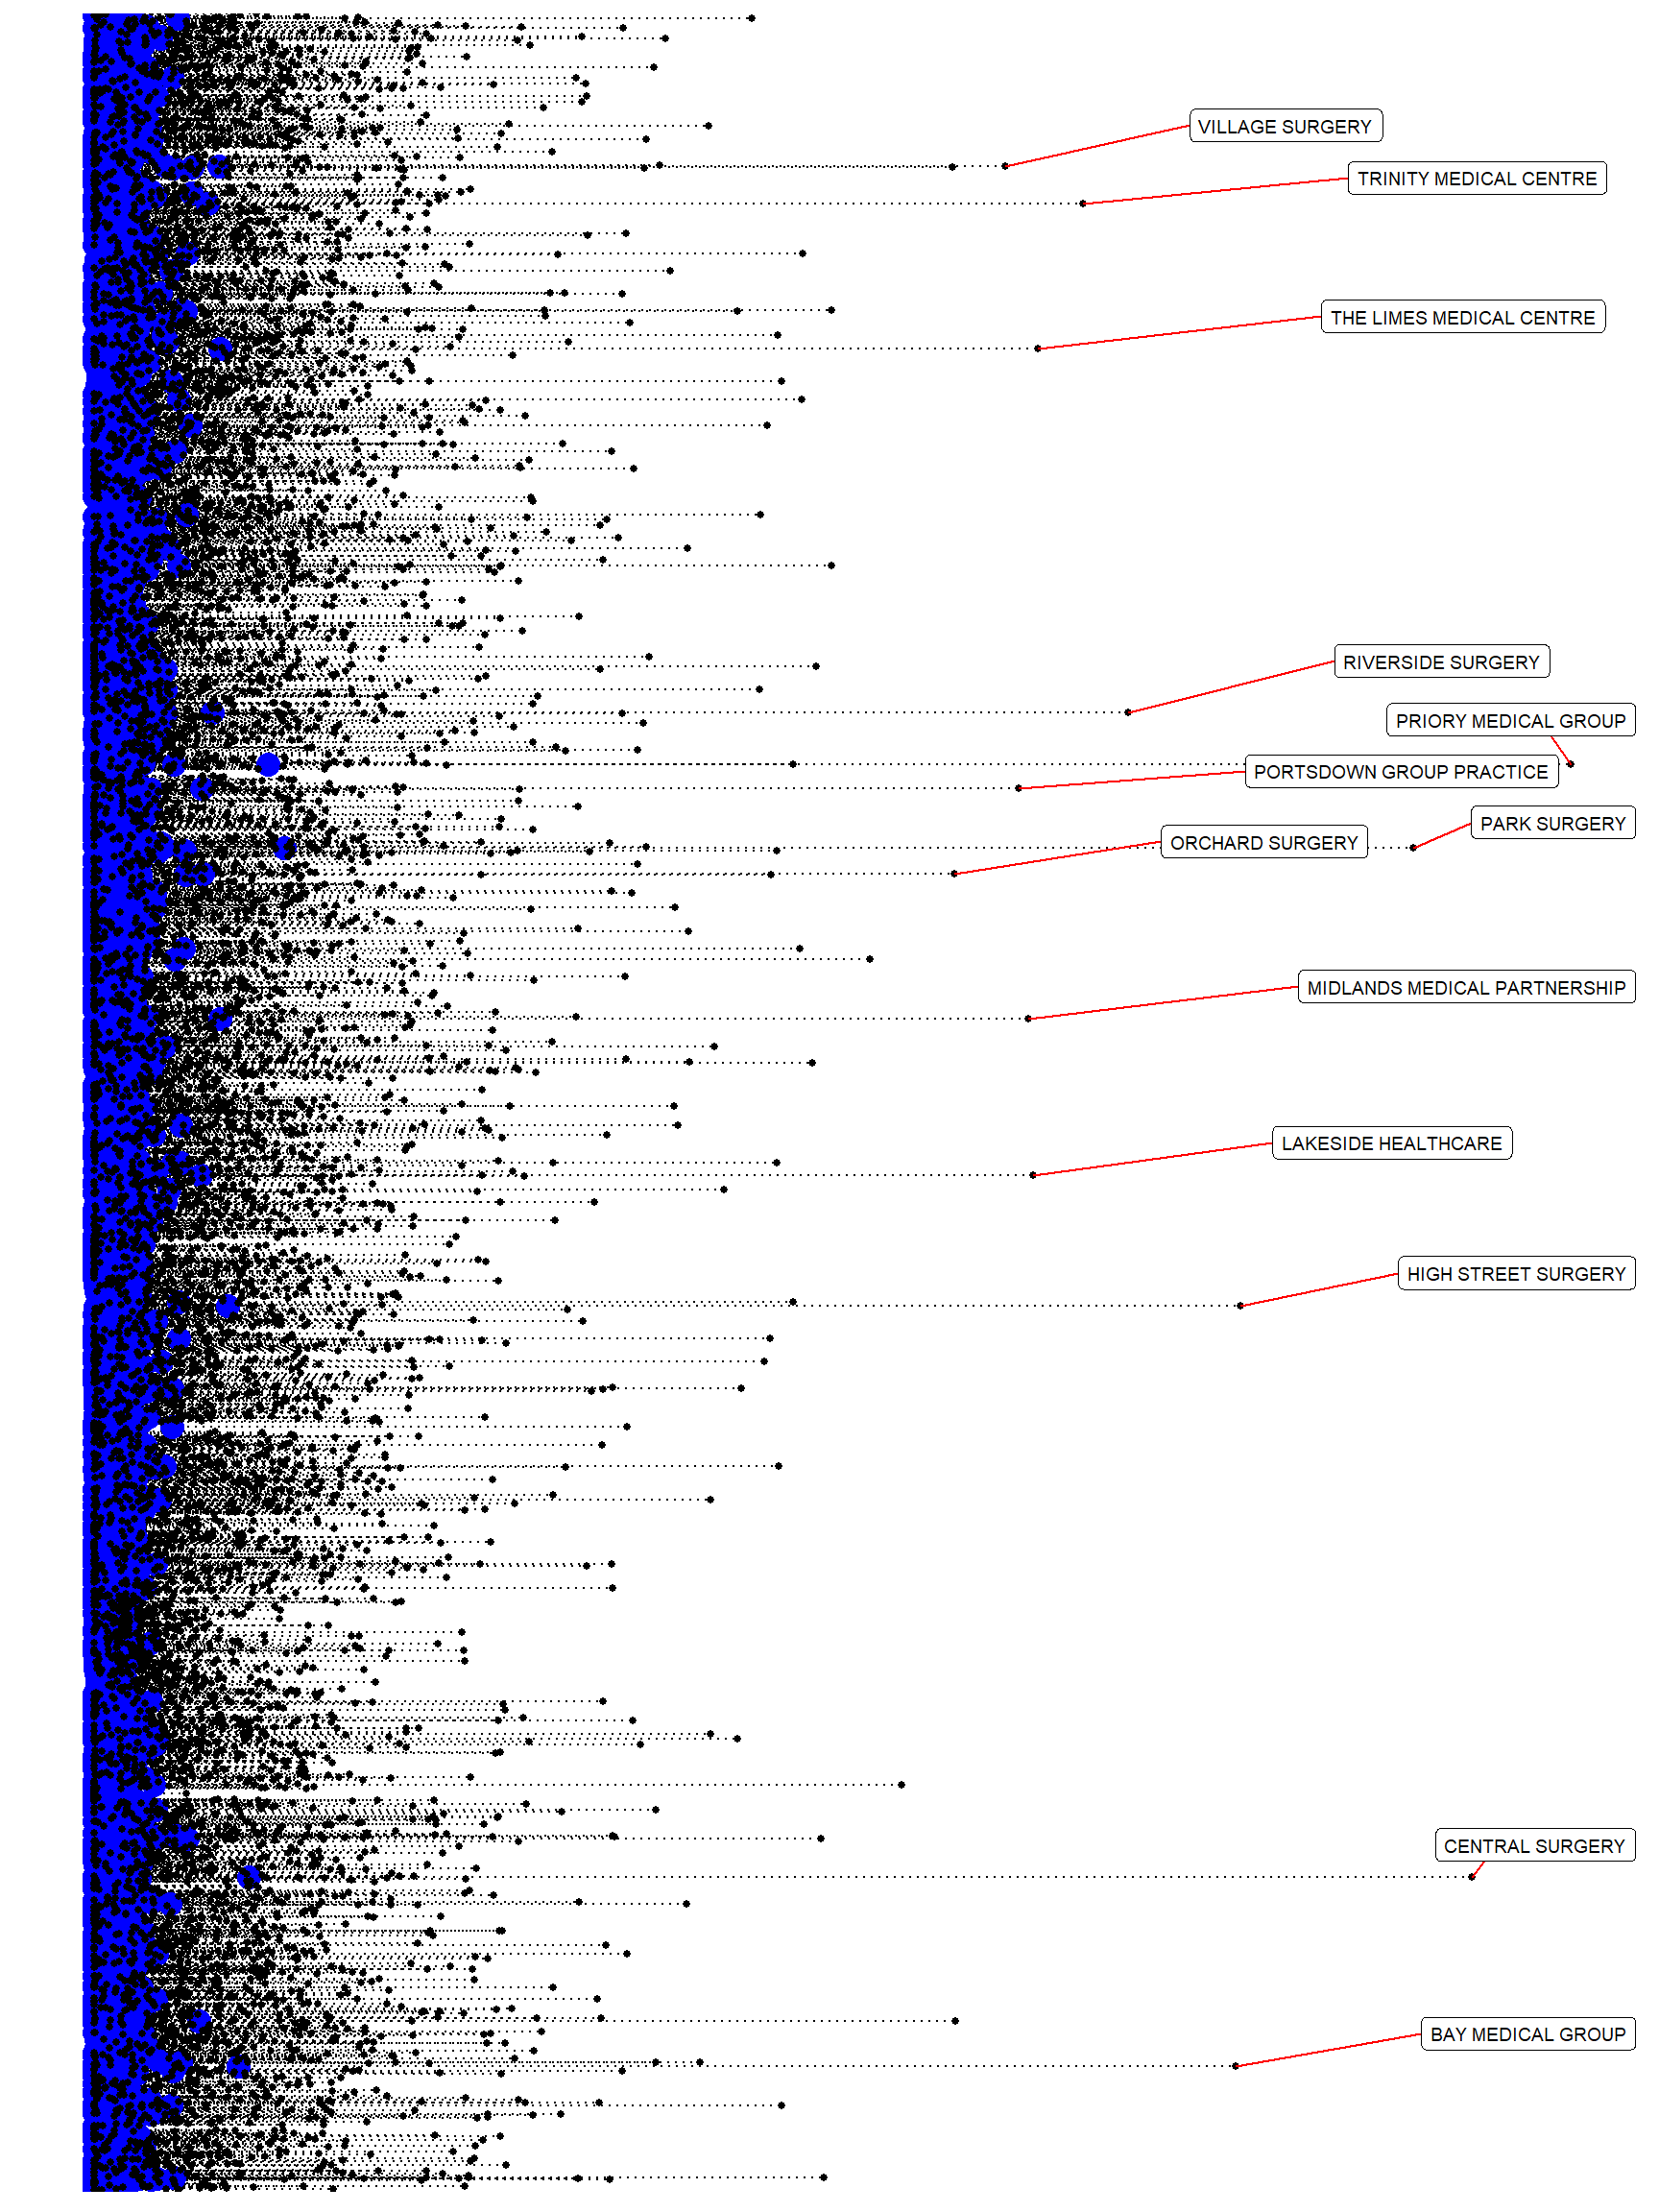 VILLAGE SURGERY
TRINITY MEDICAL CENTRE
THE LIMES MEDICAL CENTRE
RIVERSIDE SURGERY
PRIORY MEDICAL GROUP
PORTSDOWN GROUP PRACTICE
PARK SURGERY
ORCHARD SURGERY
MIDLANDS MEDICAL PARTNERSHIP
LAKESIDE HEALTHCARE
HIGH STREET SURGERY
CENTRAL SURGERY
BAY MEDICAL GROUP